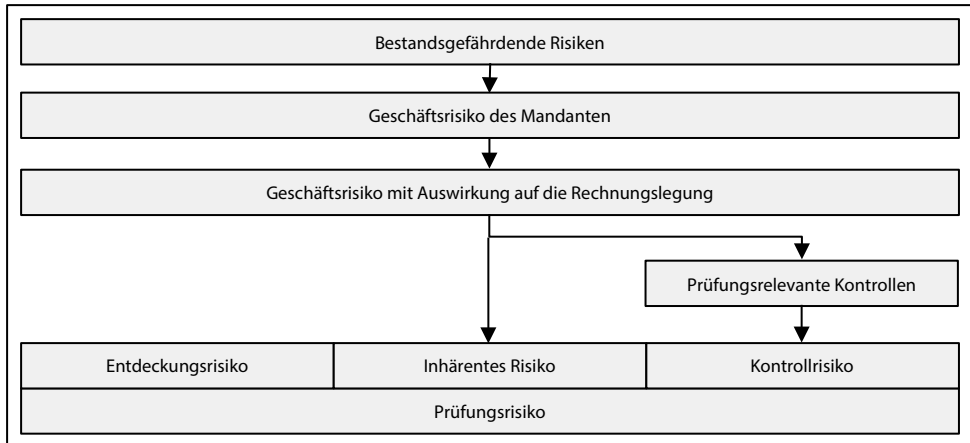 Bestandsgefährdende Risiken
Geschäftsrisiko des Mandanten
Geschäftsrisiko mit Auswirkung auf die Rechnungslegung
Prüfungsrelevante Kontrollen
Entdeckungsrisiko
Inhärentes Risiko
Kontrollrisiko
Prüfungsrisiko